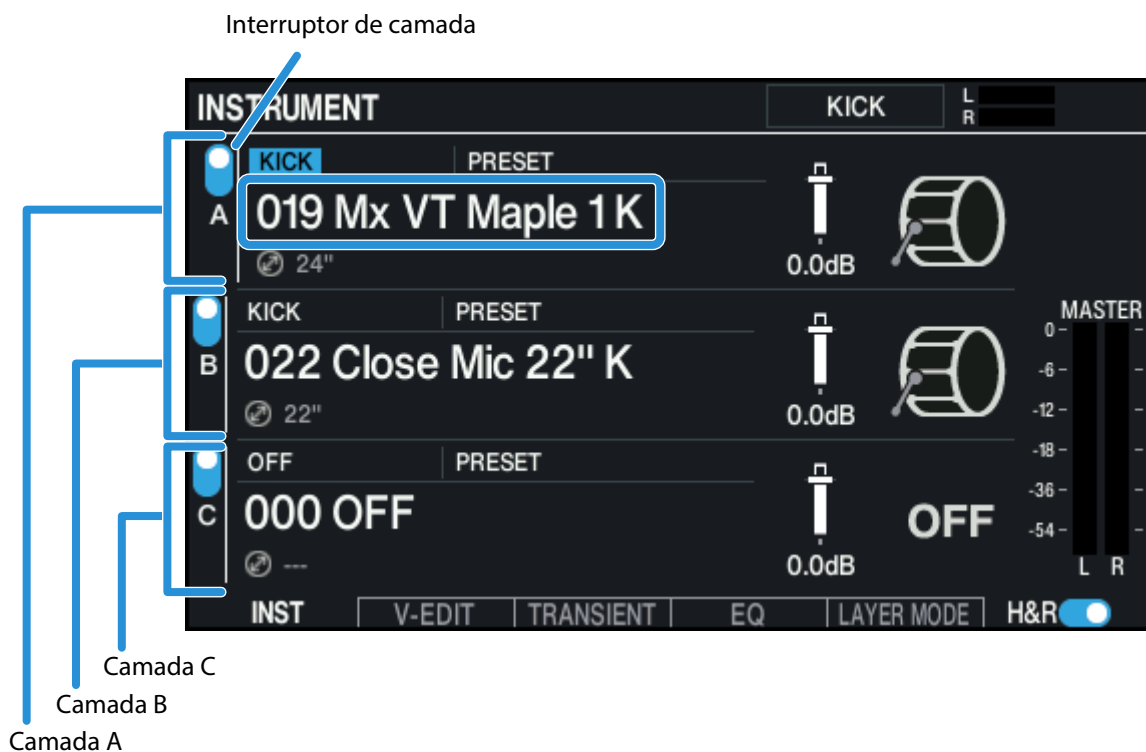 Interruptor de camada
INSTRUMENT KICK L R
A KICK PRESET
019 Mx VT Maple 1 K
24" 0.0dB
B KICK PRESET
022 Close Mic 22" K
22" 0.0dB
C OFF PRESET
000 OFF
--- 0.0dB OFF
MASTER
0
-6
-12
-18
-36
-54
L R
INST V-EDIT TRANSIENT EQ LAYER MODE H&R
Camada C
Camada B
Camada A